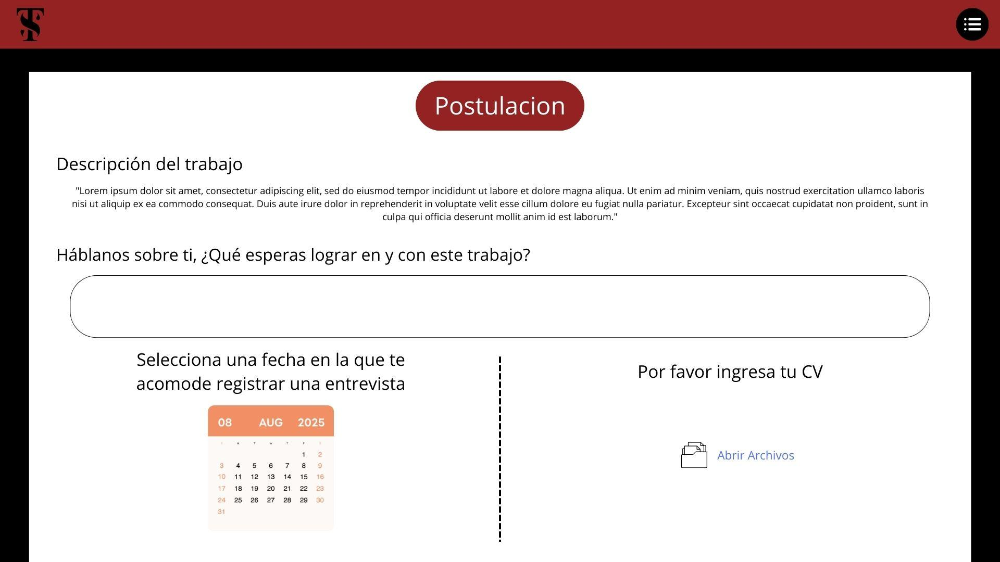 TS
Postulacion
Descripción del trabajo
"Lorem ipsum dolor sit amet, consectetur adipiscing elit, sed do eiusmod tempor incididunt ut labore et dolore magna aliqua. Ut enim ad minim veniam, quis nostrud exercitation ullamco laboris
nisi ut aliquip ex ea commodo consequat. Duis aute irure dolor in reprehenderit in voluptate velit esse cillum dolore eu fugiat nulla pariatur. Excepteur sint occaecat cupidatat non proident, sunt in
culpa qui officia deserunt mollit anim id est laborum."
Háblanos sobre ti, ¿Qué esperas lograr en y con este trabajo?
Selecciona una fecha en la que te
acomode registrar una entrevista
08 AUG 2025
S M T W T F S
1 2
3 4 5 6 7 8 9
10 11 12 13 14 15 16
17 18 19 20 21 22 23
24 25 26 27 28 29 30
31
Por favor ingresa tu CV
Abrir Archivos